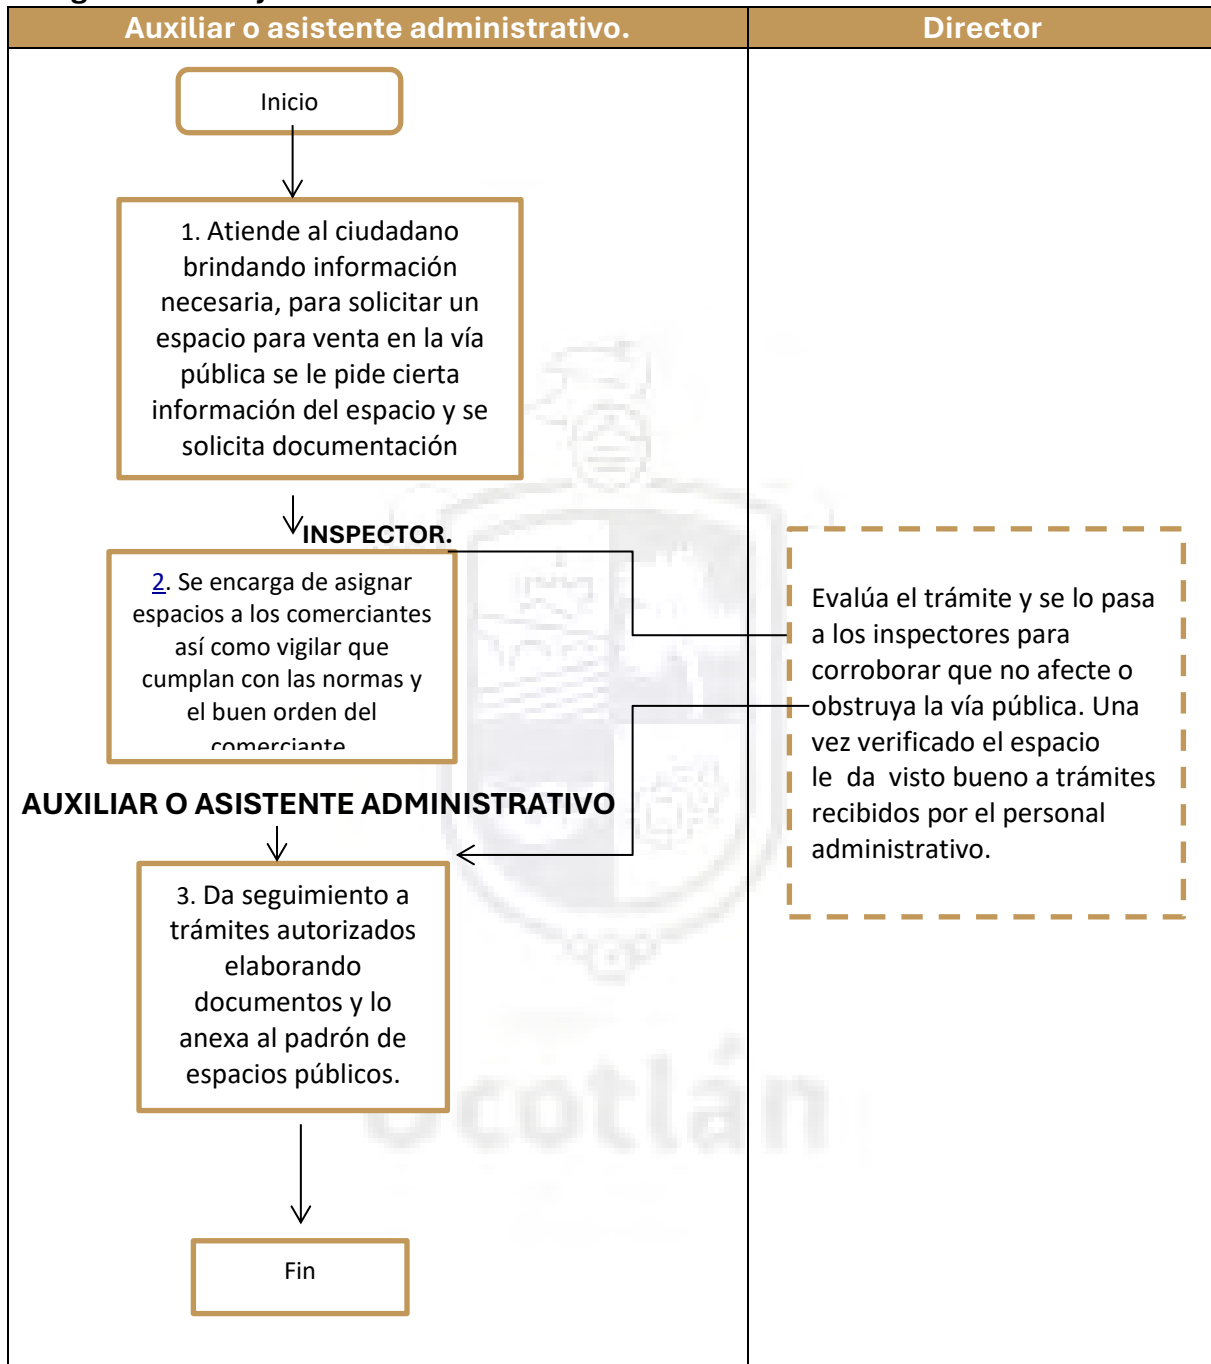 Auxiliar o asistente administrativo.
Director
Inicio
1. Atiende al ciudadano
brindando información
necesaria, para solicitar un
espacio para venta en la vía
pública se le pide cierta
información del espacio y se
solicita documentación
INSPECTOR.
2. Se encarga de asignar
espacios a los comerciantes
así como vigilar que
cumplan con las normas y
el buen orden del
comerciante
Evalúa el trámite y se lo pasa
a los inspectores para
corroborar que no afecte o
obstruya la vía pública. Una
vez verificado el espacio
le da visto bueno a trámites
recibidos por el personal
administrativo.
AUXILIAR O ASISTENTE ADMINISTRATIVO
3. Da seguimiento a
trámites autorizados
elaborando
documentos y lo
anexa al padrón de
espacios públicos.
Ocotlán
Fin